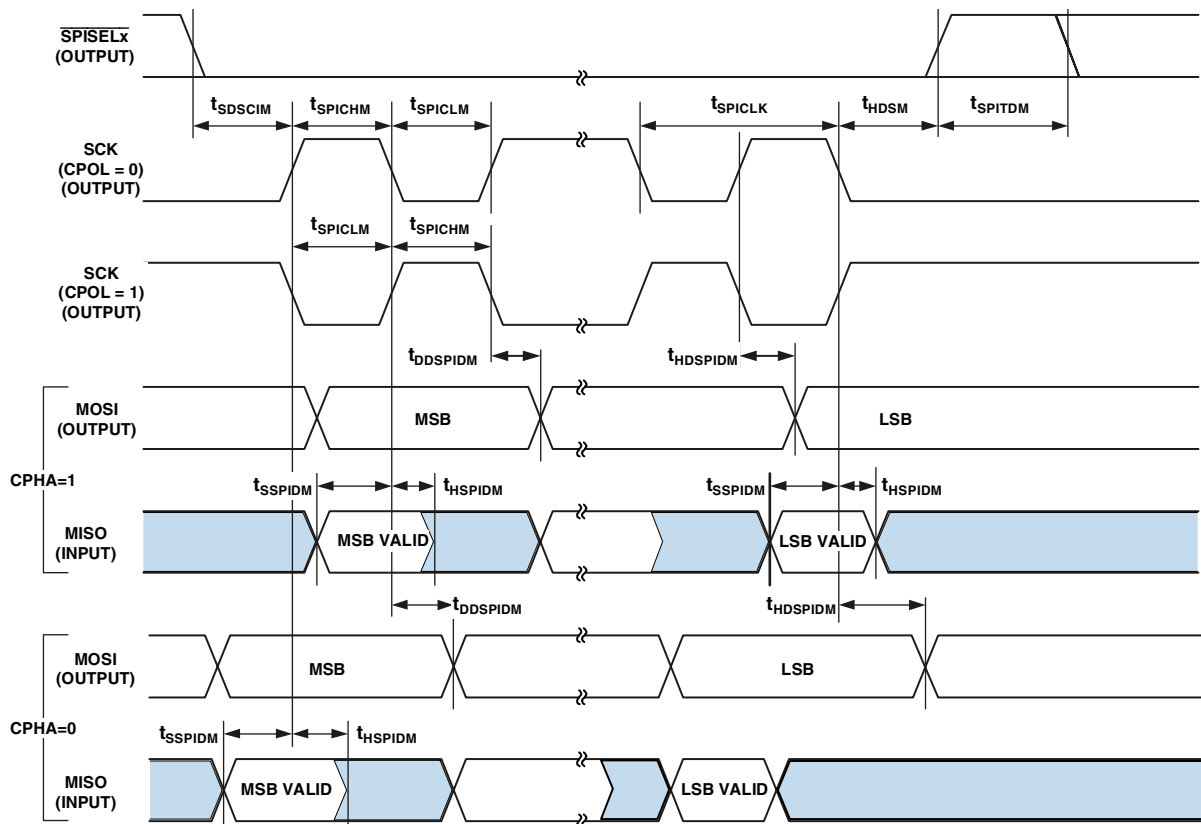 SPISELx
(OUTPUT)
tSDSCIM tSPICHM tSPICLM tSPICLK tHDSM tSPITDM
SCK
(CPOL = 0)
(OUTPUT)
tSPICLM tSPICHM
SCK
(CPOL = 1)
(OUTPUT)
tDDSPIDM tHDSPIDM
MOSI
(OUTPUT)
MSB LSB
CPHA=1
tSSPIDM tHSPIDM tSSPIDM tHSPIDM
MISO
(INPUT)
MSB VALID LSB VALID
tDDSPIDM tHDSPIDM
MOSI
(OUTPUT)
MSB LSB
CPHA=0
tSSPIDM tHSPIDM
MISO
(INPUT)
MSB VALID LSB VALID